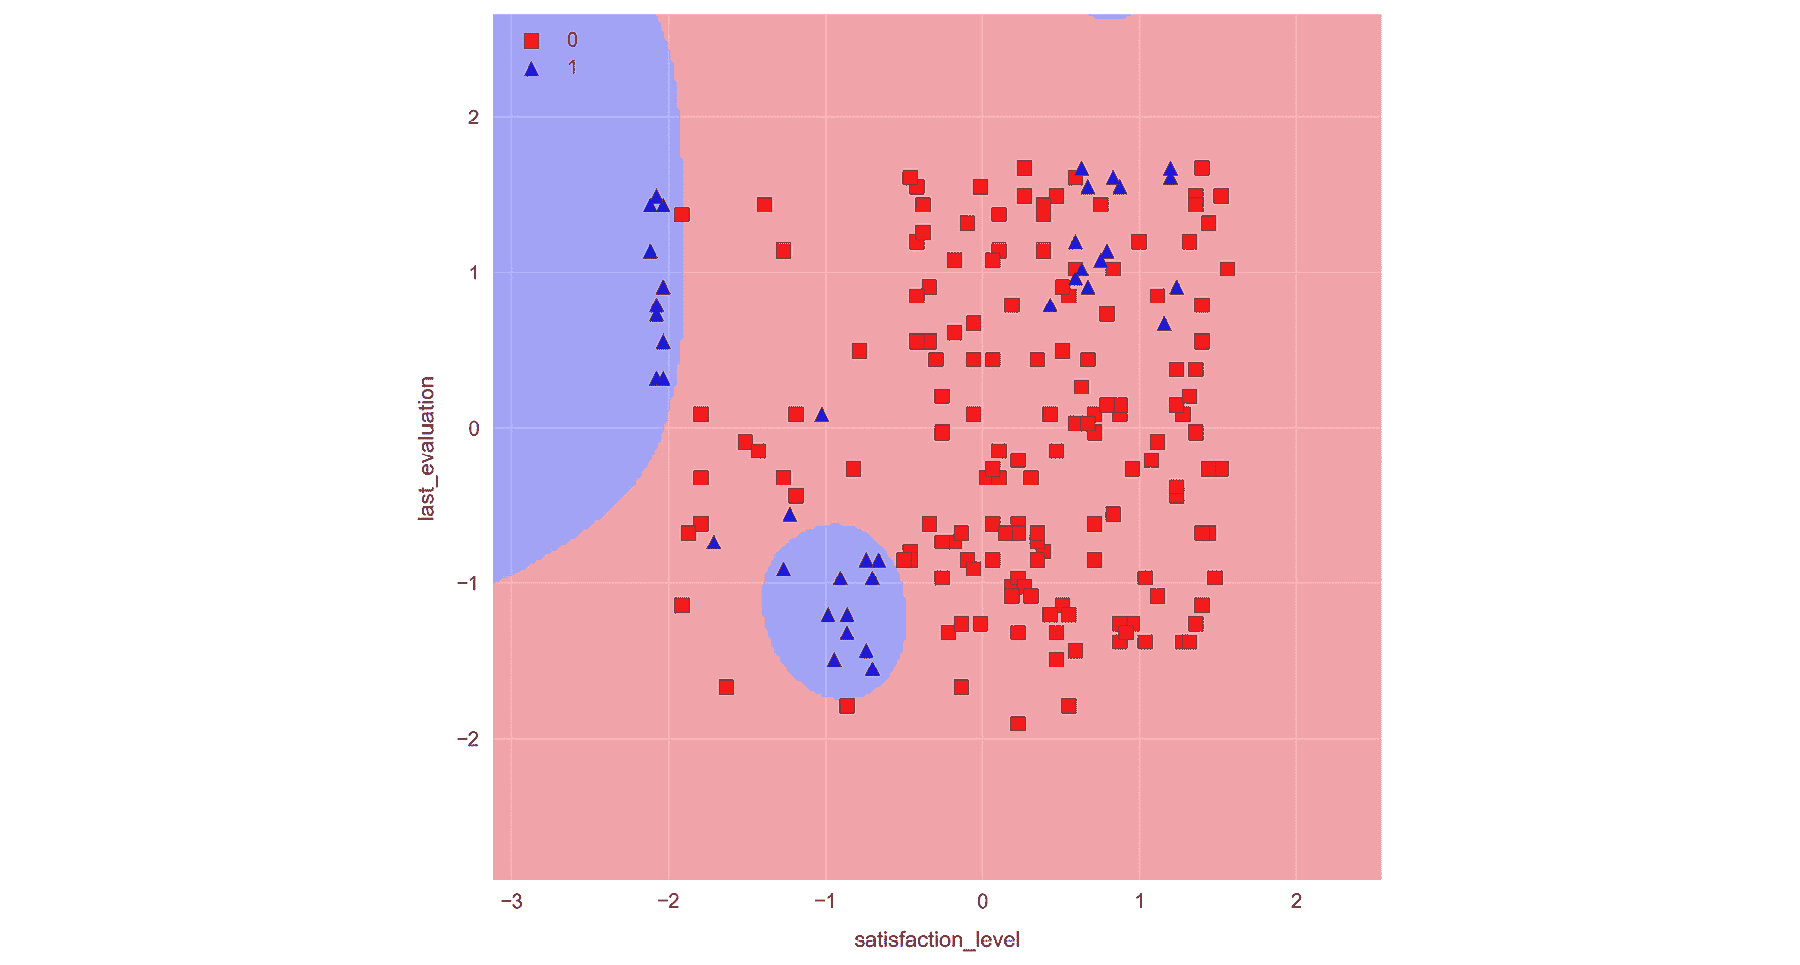 0
1
2
1
0
−1
−2
last_evaluation
−3 −2 −1 0 1 2
satisfaction_level